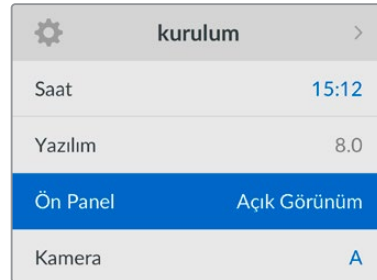 kurulum
Saat 15:12
Yazılım 8.0
Ön Panel Açık Görünüm
Kamera A